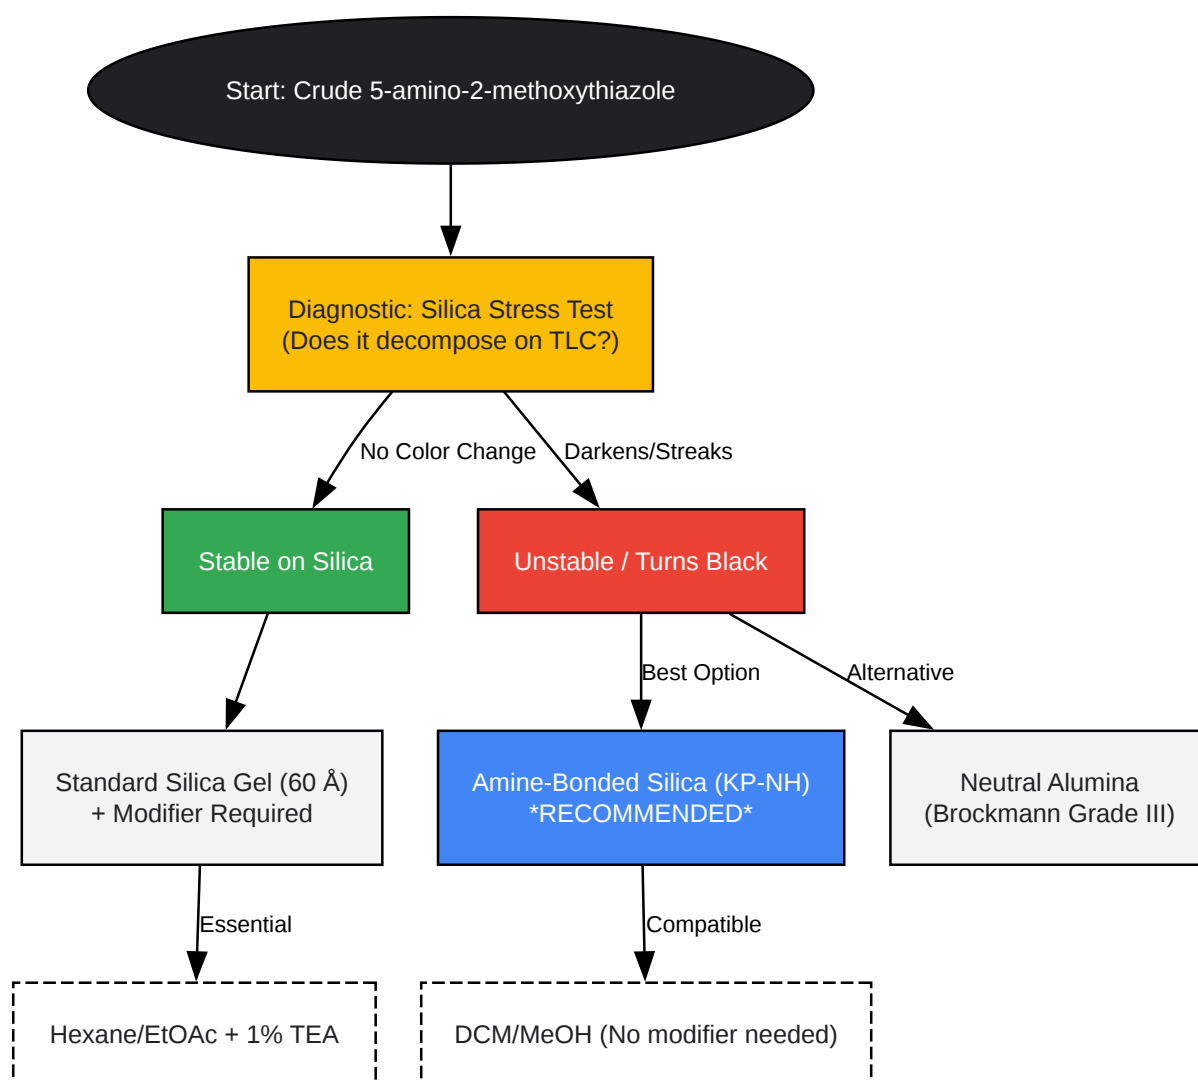 Start: Crude 5-amino-2-methoxythiazole
Diagnostic: Silica Stress Test
(Does it decompose on TLC?)
No Color Change
Darkens/Streaks
Stable on Silica
Unstable / Turns Black
Best Option
Alternative
Standard Silica Gel (60 Å)
+ Modifier Required
Amine-Bonded Silica (KP-NH)
*RECOMMENDED*
Neutral Alumina
(Brockmann Grade III)
Essential
Compatible
Hexane/EtOAc + 1% TEA
DCM/MeOH (No modifier needed)